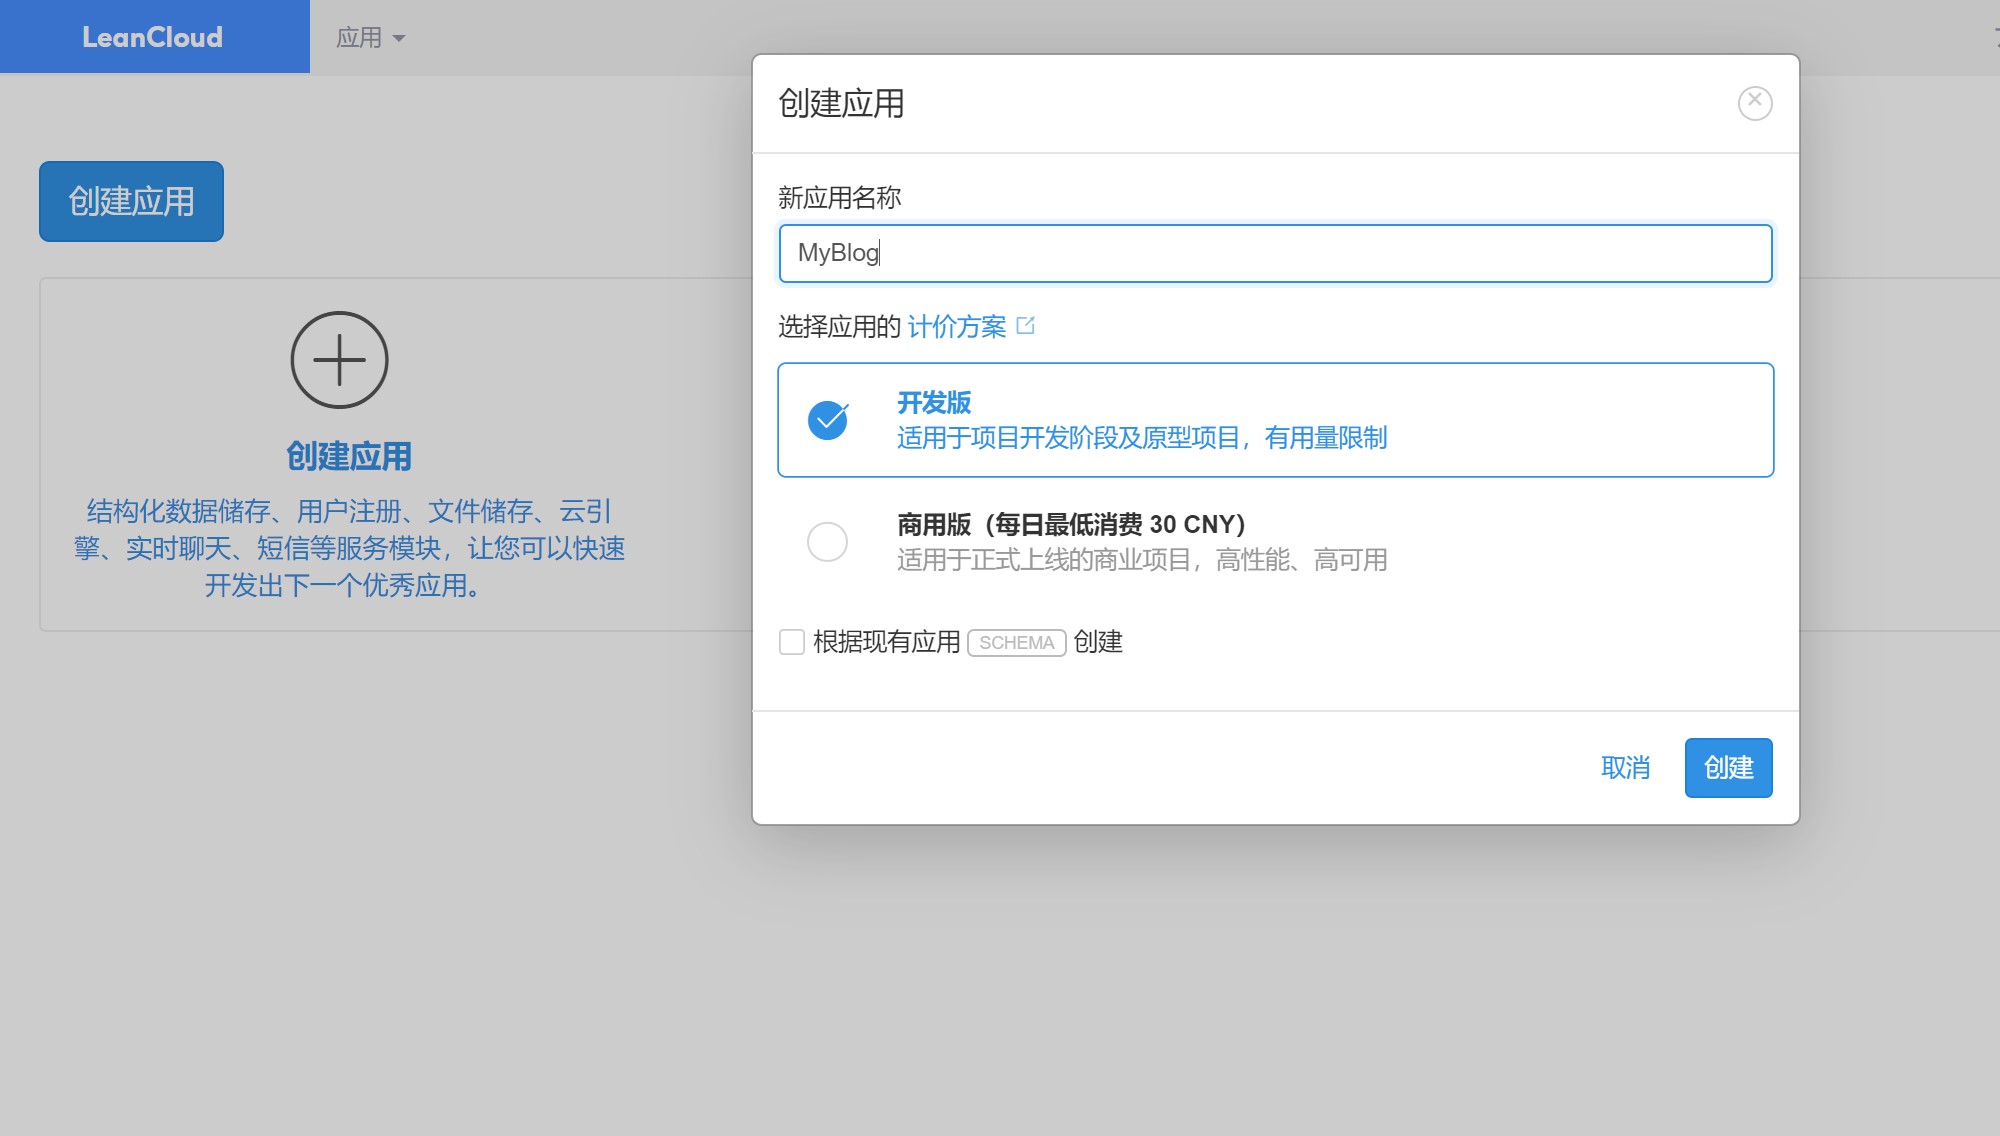 LeanCloud
应用
创建应用
创建应用
结构化数据储存、用户注册、文件储存、云引
擎、实时聊天、短信等服务模块，让您可以快速
开发出下一个优秀应用。
创建应用
新应用名称
MyBlog
选择应用的 计价方案
开发版
适用于项目开发阶段及原型项目，有用量限制
商用版（每日最低消费 30 CNY）
适用于正式上线的商业项目，高性能、高可用
根据现有应用 SCHEMA 创建
取消
创建